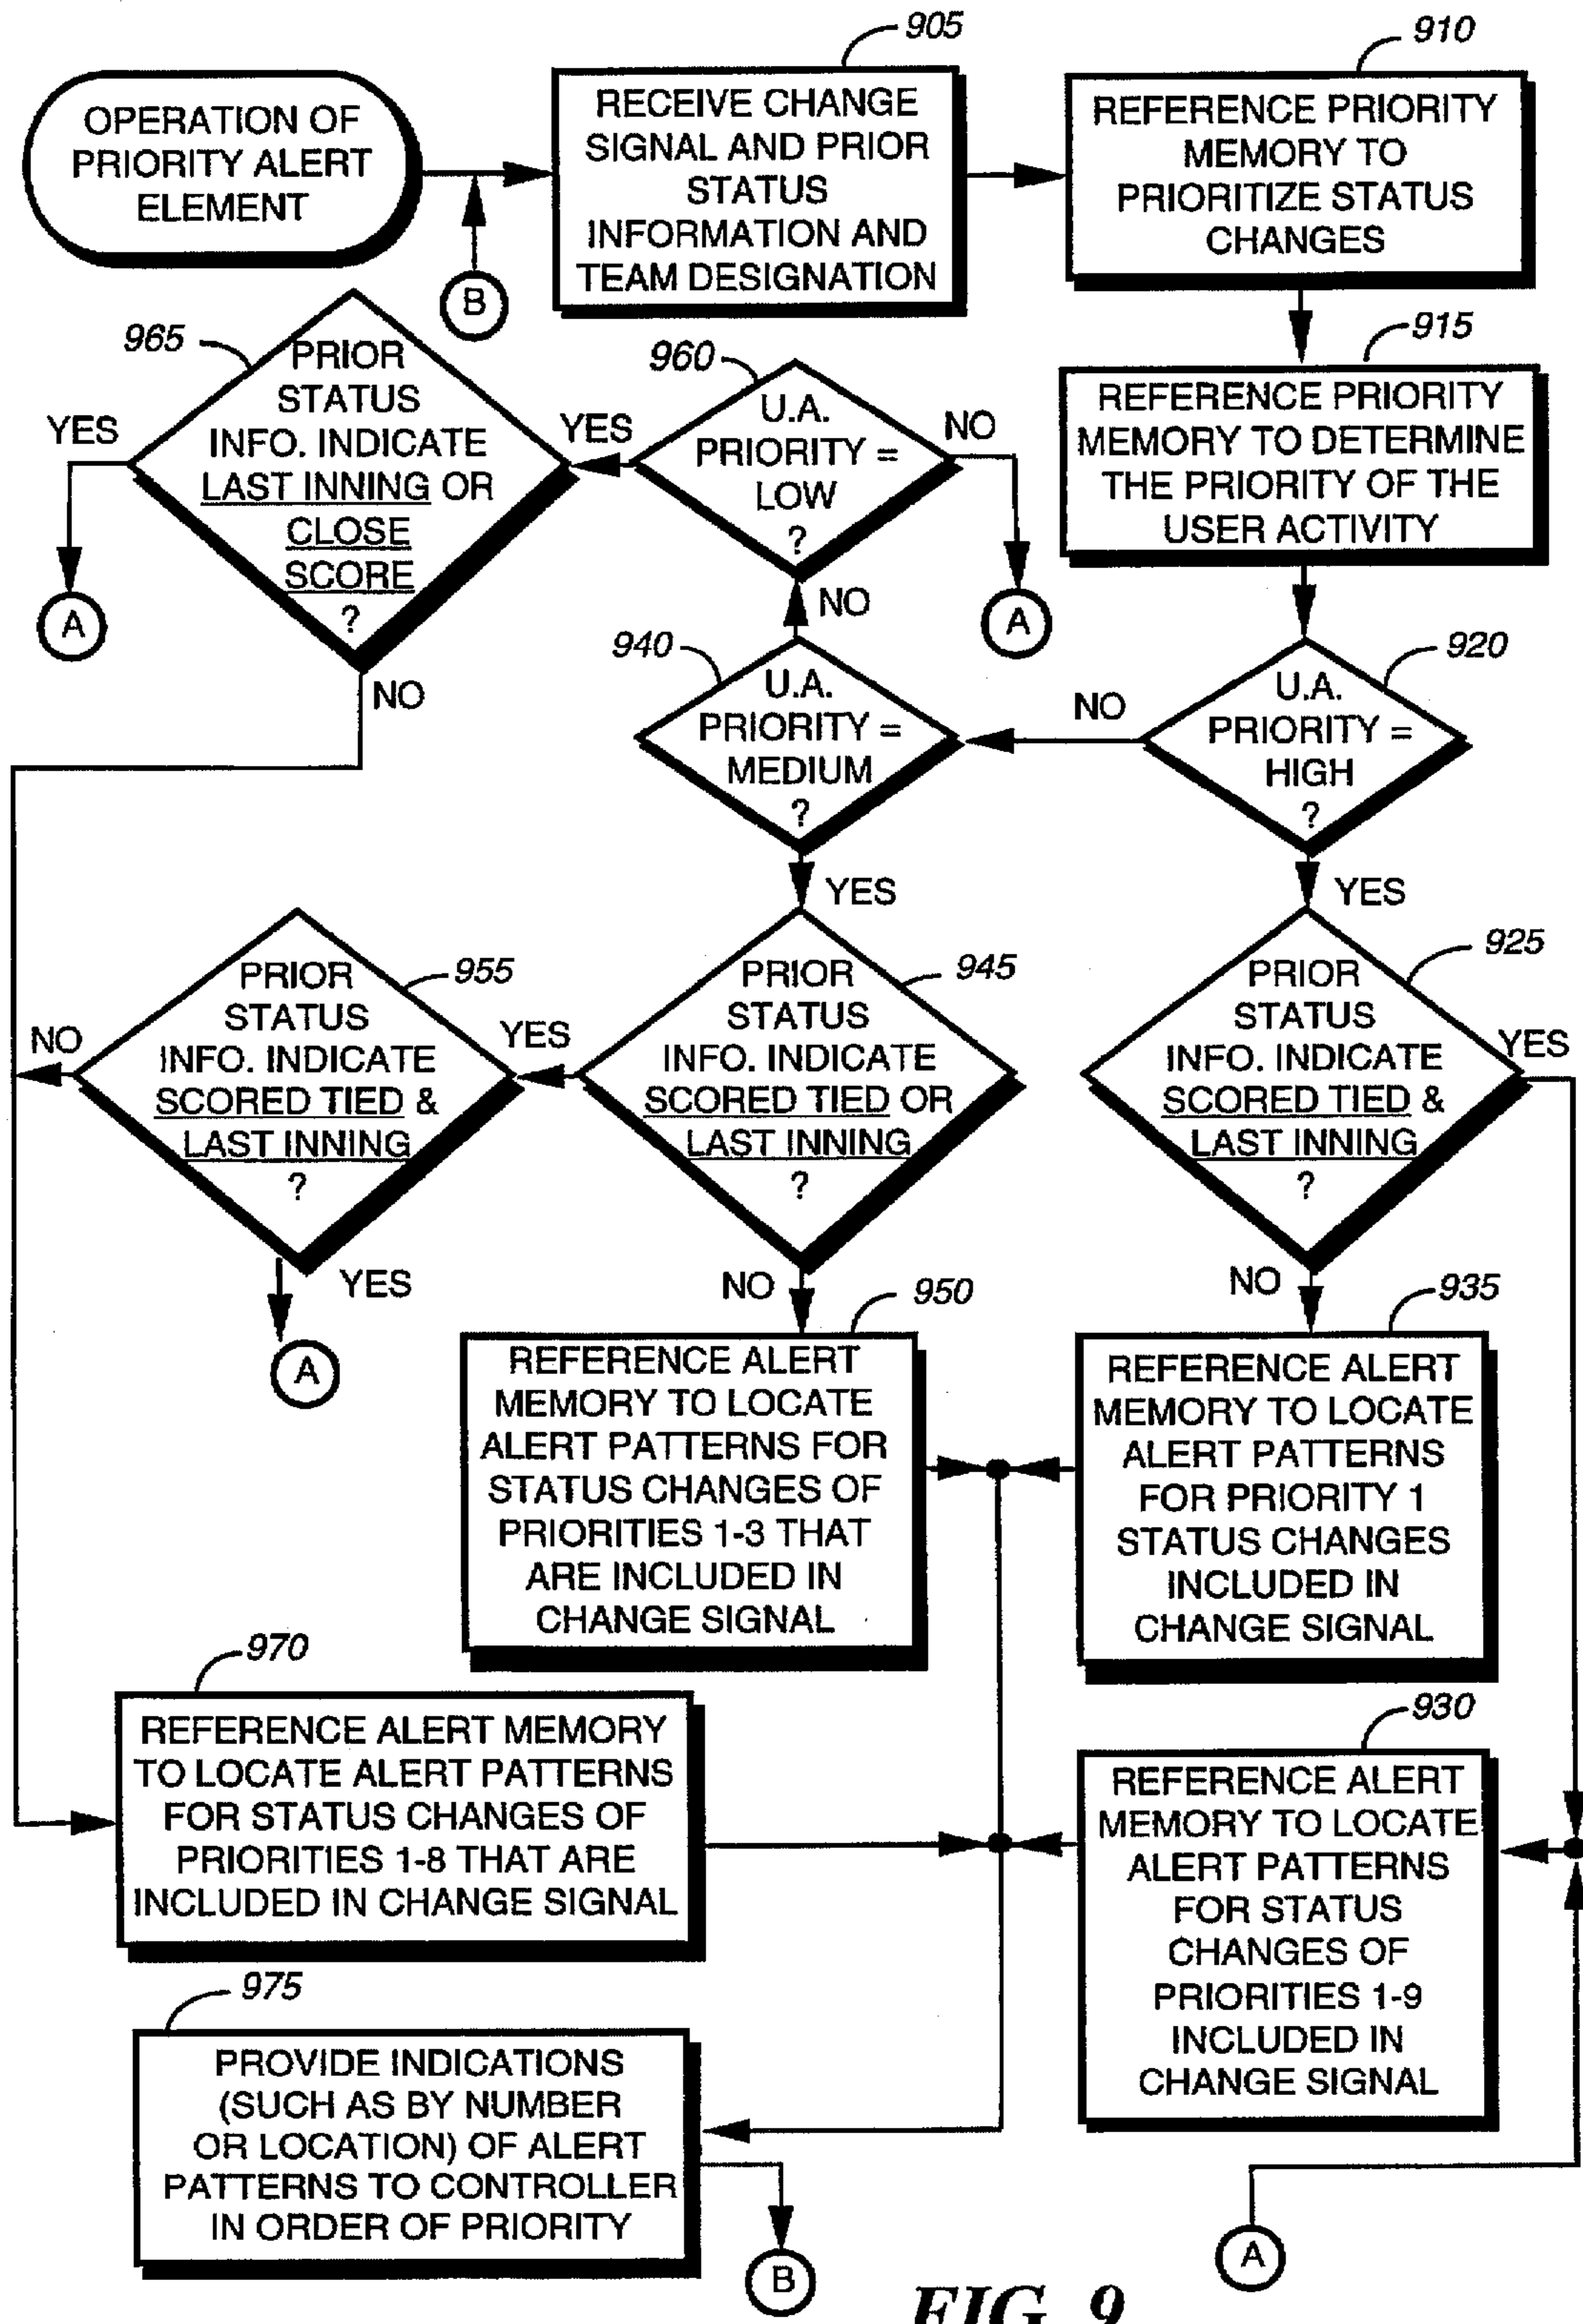 OPERATION OF
PRIORITY ALERT
ELEMENT
B
905
RECEIVE CHANGE
SIGNAL AND PRIOR
STATUS
INFORMATION AND
TEAM DESIGNATION
910
REFERENCE PRIORITY
MEMORY TO
PRIORITIZE STATUS
CHANGES
915
REFERENCE PRIORITY
MEMORY TO DETERMINE
THE PRIORITY OF THE
USER ACTIVITY
920
U.A.
PRIORITY =
HIGH
?
NO
YES
940
U.A.
PRIORITY =
MEDIUM
?
NO
YES
960
U.A.
PRIORITY =
LOW
?
NO
A
YES
965
PRIOR
STATUS
INFO. INDICATE
LAST INNING OR
CLOSE
SCORE
?
YES
A
NO
925
PRIOR
STATUS
INFO. INDICATE
SCORED TIED &
LAST INNING
?
YES
NO
945
PRIOR
STATUS
INFO. INDICATE
SCORED TIED OR
LAST INNING
?
YES
NO
955
PRIOR
STATUS
INFO. INDICATE
SCORED TIED &
LAST INNING
?
NO
YES
A
950
REFERENCE ALERT
MEMORY TO LOCATE
ALERT PATTERNS FOR
STATUS CHANGES OF
PRIORITIES 1-3 THAT
ARE INCLUDED IN
CHANGE SIGNAL
935
REFERENCE ALERT
MEMORY TO LOCATE
ALERT PATTERNS
FOR PRIORITY 1
STATUS CHANGES
INCLUDED IN
CHANGE SIGNAL
970
REFERENCE ALERT MEMORY
TO LOCATE ALERT PATTERNS
FOR STATUS CHANGES OF
PRIORITIES 1-8 THAT ARE
INCLUDED IN CHANGE SIGNAL
930
REFERENCE ALERT
MEMORY TO LOCATE
ALERT PATTERNS
FOR STATUS
CHANGES OF
PRIORITIES 1-9
INCLUDED IN
CHANGE SIGNAL
975
PROVIDE INDICATIONS
(SUCH AS BY NUMBER
OR LOCATION) OF ALERT
PATTERNS TO CONTROLLER
IN ORDER OF PRIORITY
B
A
FIG. 9